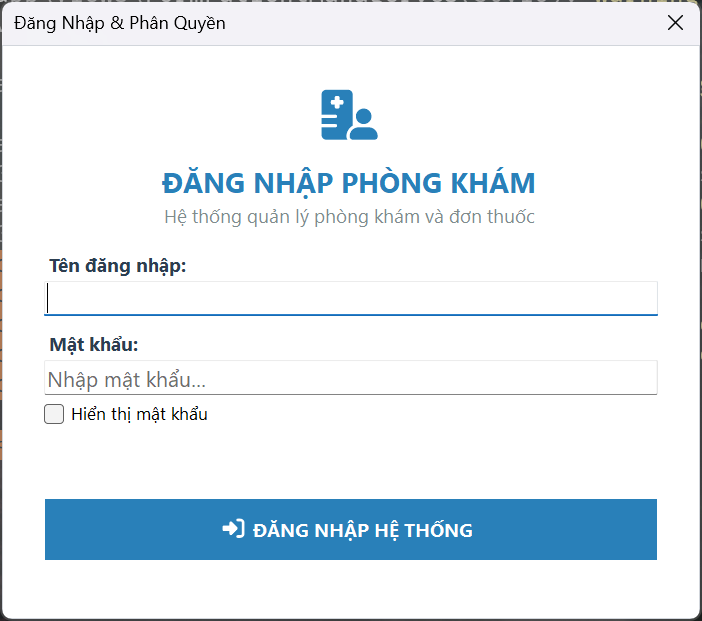 Đăng Nhập & Phân Quyền
ĐĂNG NHẬP PHÒNG KHÁM
Hệ thống quản lý phòng khám và đơn thuốc
Tên đăng nhập:
Mật khẩu:
Nhập mật khẩu...
Hiển thị mật khẩu
ĐĂNG NHẬP HỆ THỐNG